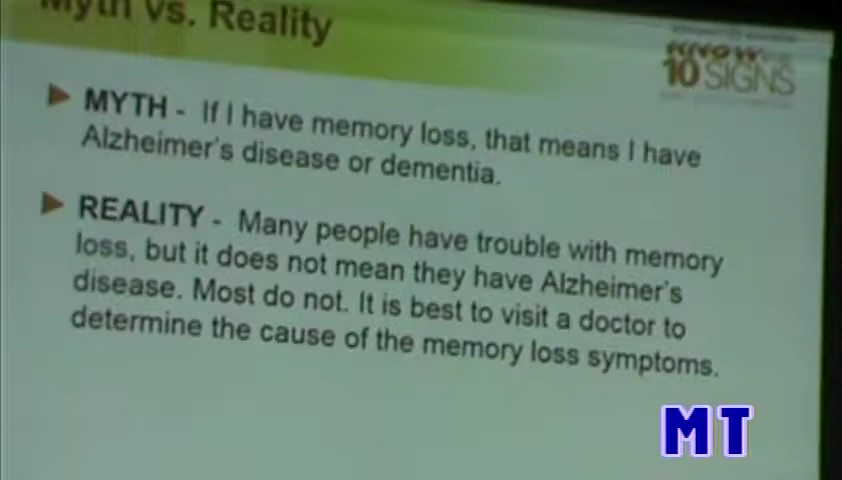 Myth vs. Reality
KNOW THE
10 SIGNS
MYTH - If I have memory loss, that means I have
Alzheimer's disease or dementia.
REALITY - Many people have trouble with memory
loss, but it does not mean they have Alzheimer's
disease. Most do not. It is best to visit a doctor to
determine the cause of the memory loss symptoms.
MT